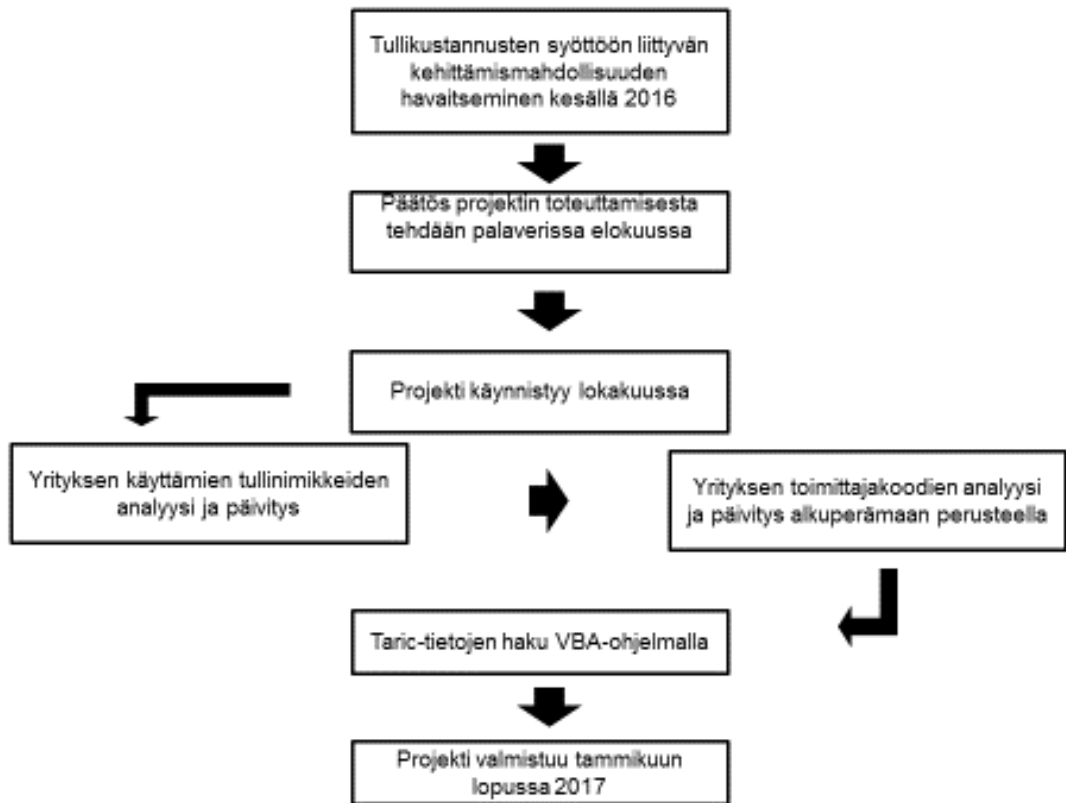 Tullikustannusten syöttöön liittyvän
kehittämismahdollisuuden
havaitseminen kesällä 2016
Päätös projektin toteuttamisesta
tehdään palaverissa elokuussa
Projekti käynnistyy lokakuussa
Yrityksen käyttämien tullinimikkeiden
analyysi ja päivitys
Yrityksen toimittajakoodien analyysi
ja päivitys alkuperämaan perusteella
Taric-tietojen haku VBA-ohjelmalla
Projekti valmistuu tammikuun
lopussa 2017